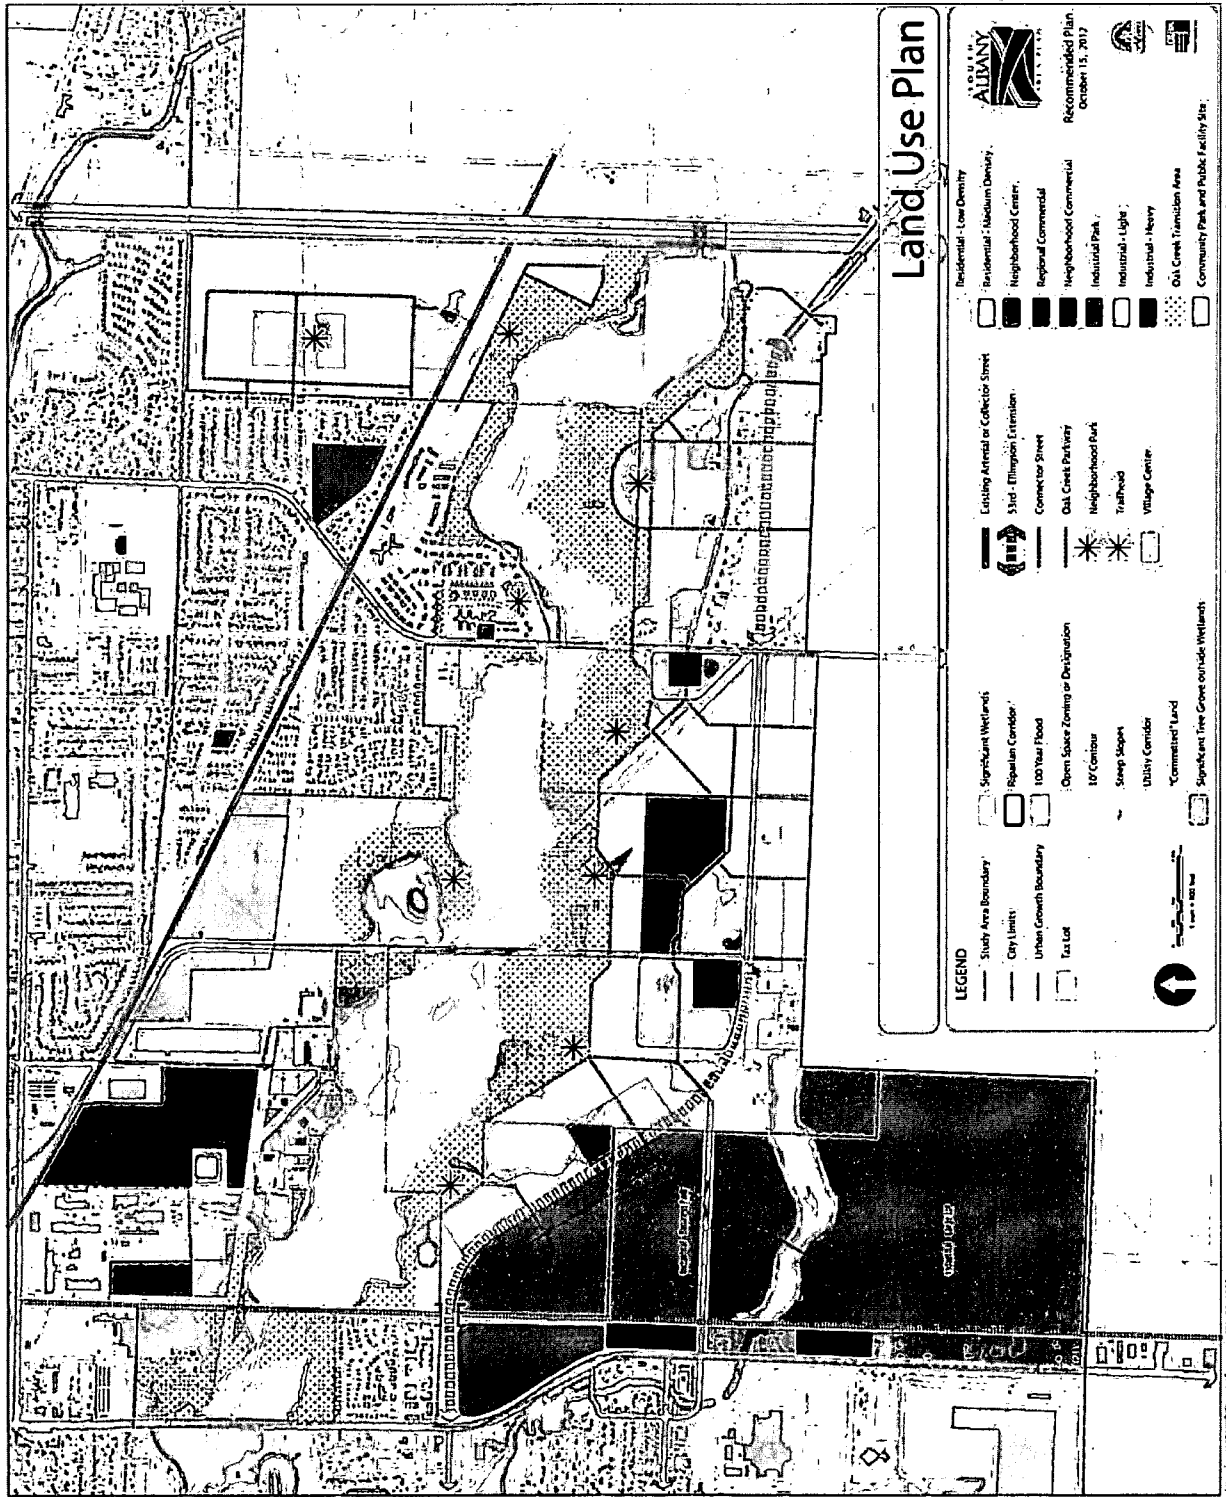 Land Use Plan
SOUTH
ALBANY
AREA PLAN
Recommended Plan
October 15, 2012
LEGEND
Study Area Boundary
City Limits
Urban Growth Boundary
Tax Lot
Significant Wetlands
Riparian Corridor
100 Year Flood
Open Space Zoning or Designation
10' Contour
Steep Slopes
Utility Corridor
"Committed" Land
Significant Tree Grove outside Wetlands
Existing Arterial or Collector Street
53rd - Ellingson Extension
Connector Street
Oak Creek Parkway
Neighborhood Park
Trailhead
Village Center
Residential - Low Density
Residential - Medium Density
Neighborhood Center
Regional Commercial
Neighborhood Commercial
Industrial Park
Industrial - Light
Industrial - Heavy
Oak Creek Transition Area
Community Park and Public Facility Site